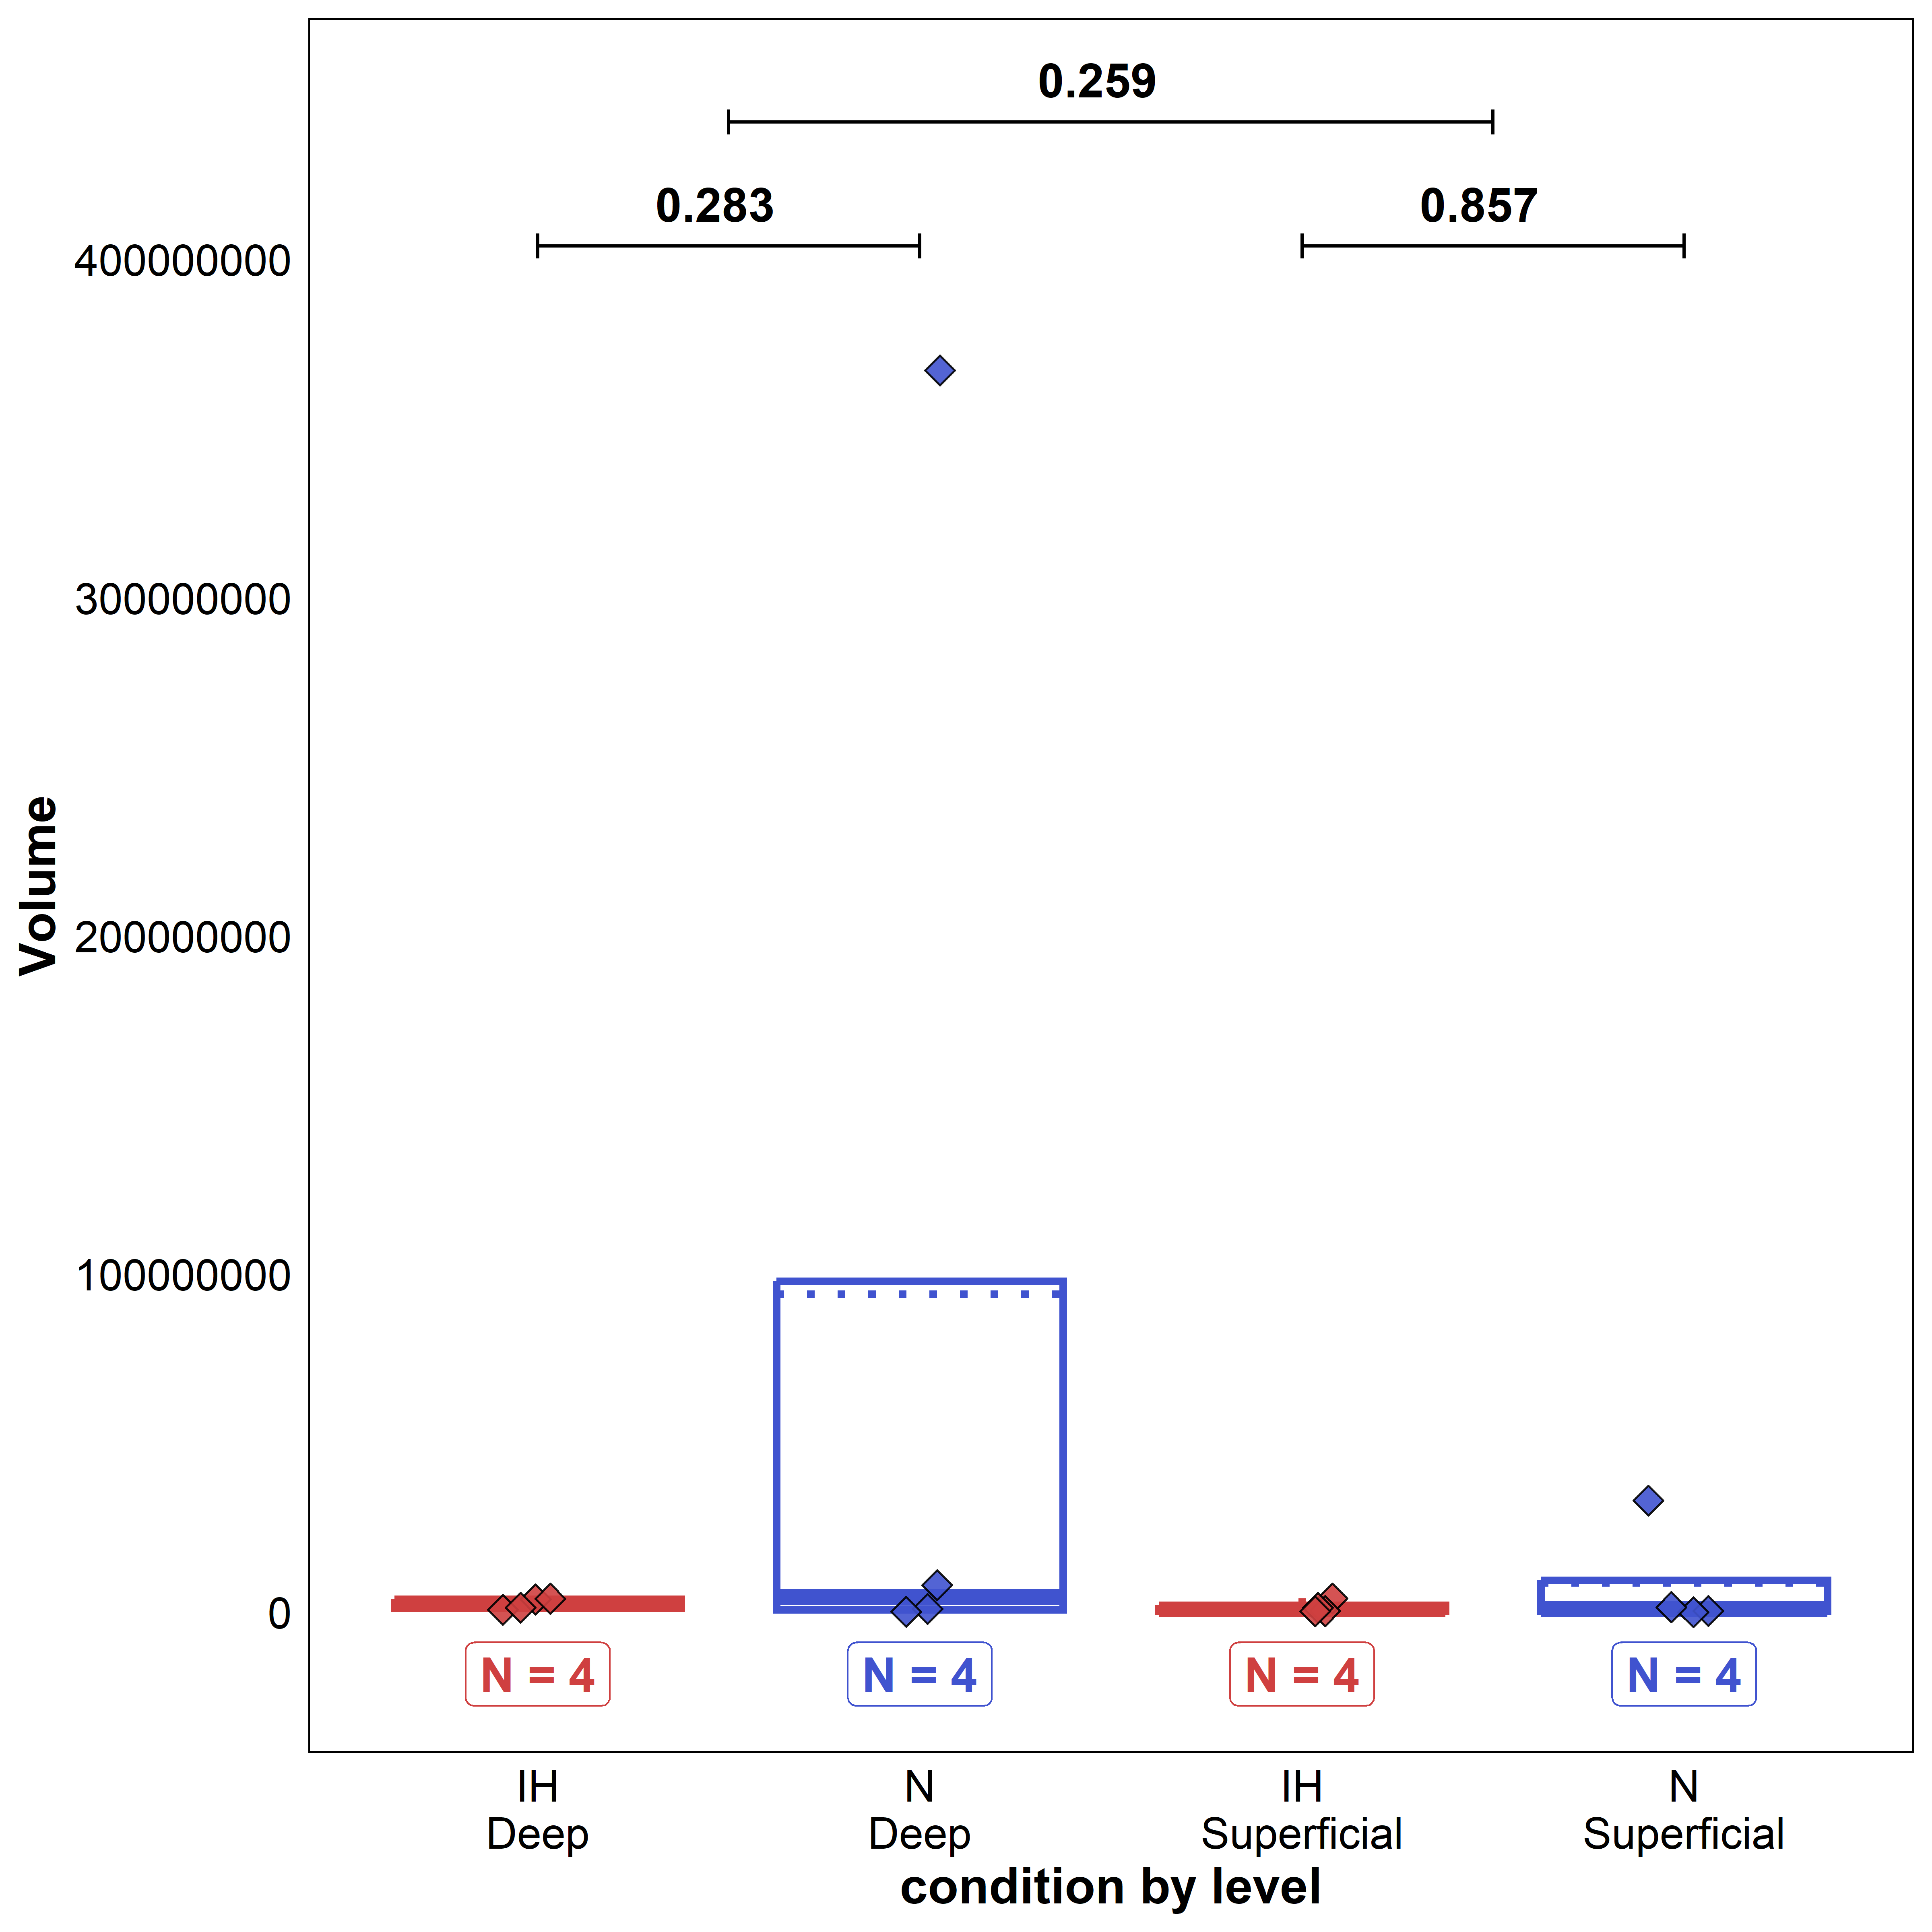 0.259
0.283
0.857
400000000
300000000
200000000
100000000
0
Volume
N = 4
N = 4
N = 4
N = 4
IH
Deep
N
Deep
IH
Superficial
N
Superficial
condition by level